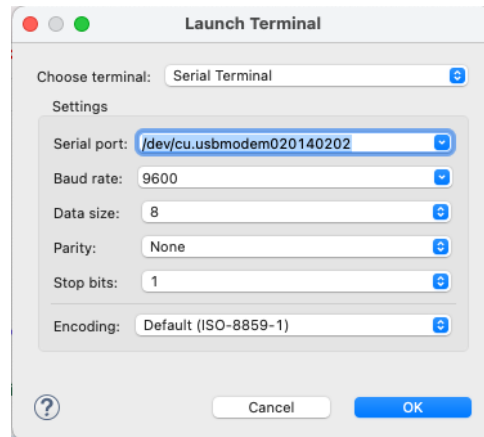 Launch Terminal
Choose terminal: Serial Terminal
Settings
Serial port: /dev/cu.usbmodem020140202
Baud rate: 9600
Data size: 8
Parity: None
Stop bits: 1
Encoding: Default (ISO-8859-1)
? Cancel OK